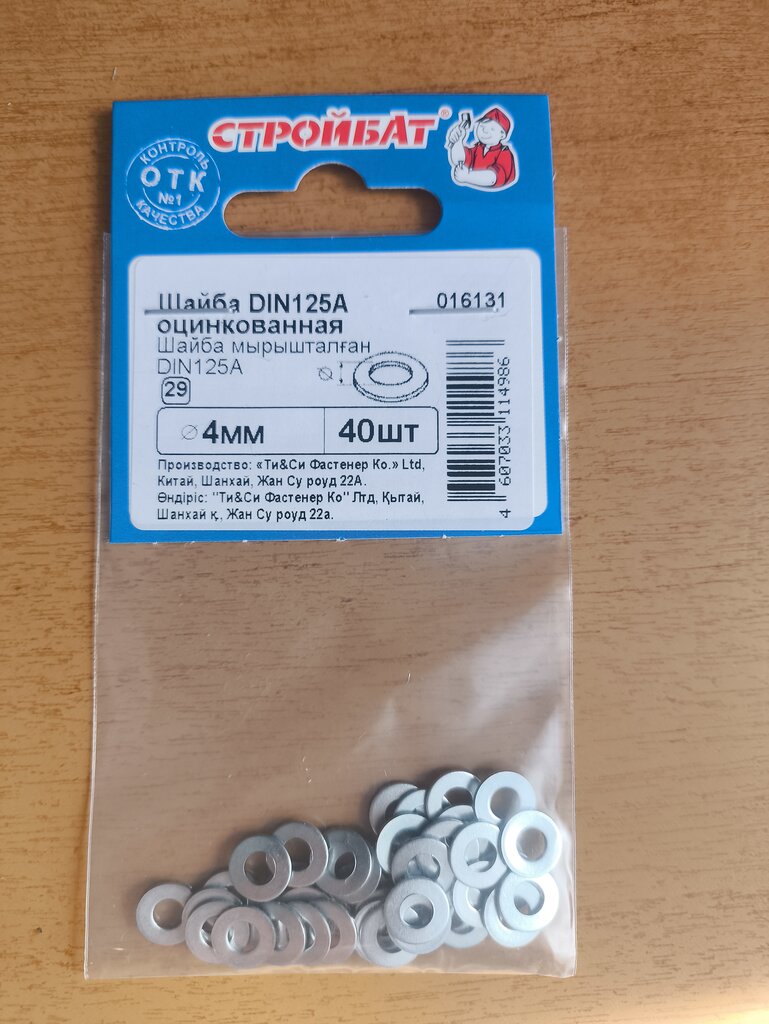 СТРОЙБАТ®
КОНТРОЛЬ
ОТК
№1
КАЧЕСТВА
Шайба DIN125А
016131
оцинкованная
Шайба мырышталған
DIN125А
29
⌀
⌀4мм
40шт
Производство: «Ти&Си Фастенер Ко.» Ltd,
Китай, Шанхай, Жан Су роуд 22А.
Өндіріс: "Ти&Си Фастенер Ко" Лтд, Қытай,
Шанхай қ., Жан Су роуд 22а.
4 607033 114986